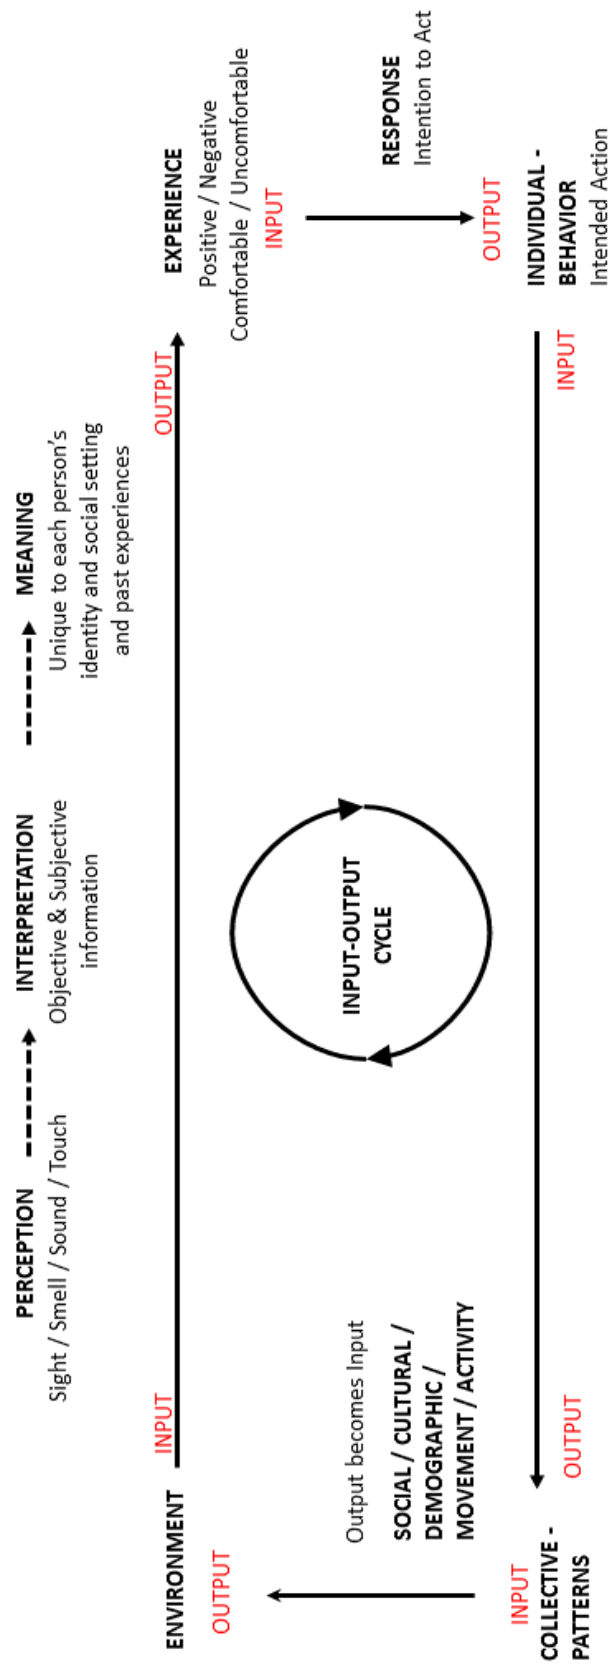 PERCEPTION
Sight / Smell / Sound / Touch
INTERPRETATION
Objective & Subjective
information
MEANING
Unique to each person's
identity and social setting
and past experiences
ENVIRONMENT
INPUT
OUTPUT
EXPERIENCE
Positive / Negative
Comfortable / Uncomfortable
INPUT
OUTPUT
Output becomes Input
SOCIAL / CULTURAL /
DEMOGRAPHIC /
MOVEMENT / ACTIVITY
INPUT-OUTPUT
CYCLE
RESPONSE
Intention to Act
INPUT
COLLECTIVE -
PATTERNS
OUTPUT
OUTPUT
INDIVIDUAL -
BEHAVIOR
Intended Action
INPUT